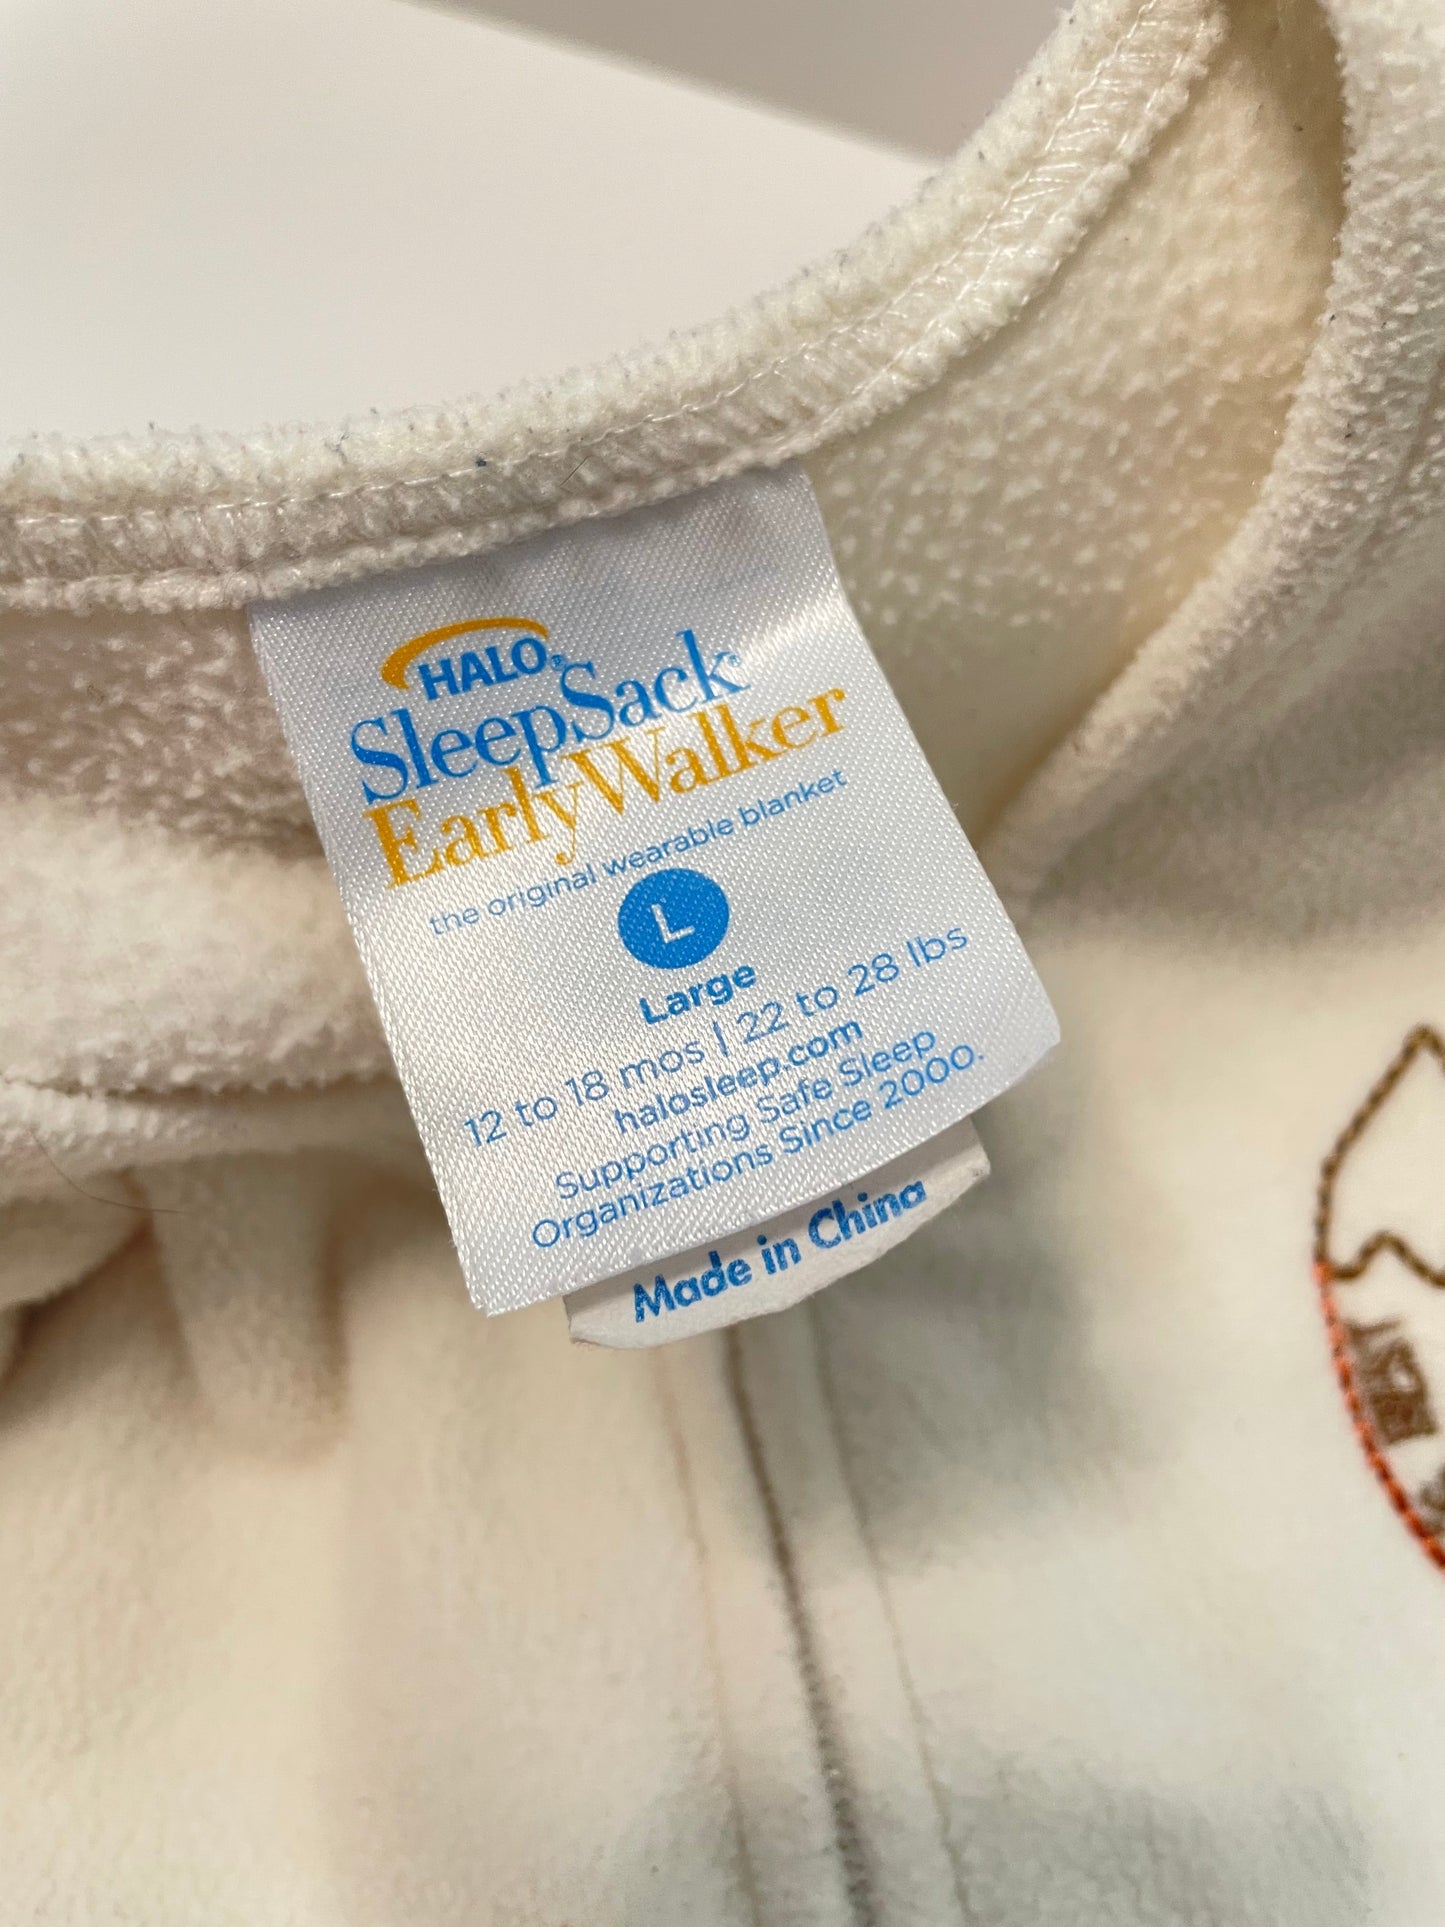 HALO®
SleepSack®
EarlyWalker
the original wearable blanket
L
Large
12 to 18 mos | 22 to 28 lbs
halosleep.com
Supporting Safe Sleep
Organizations Since 2000.
Made in China